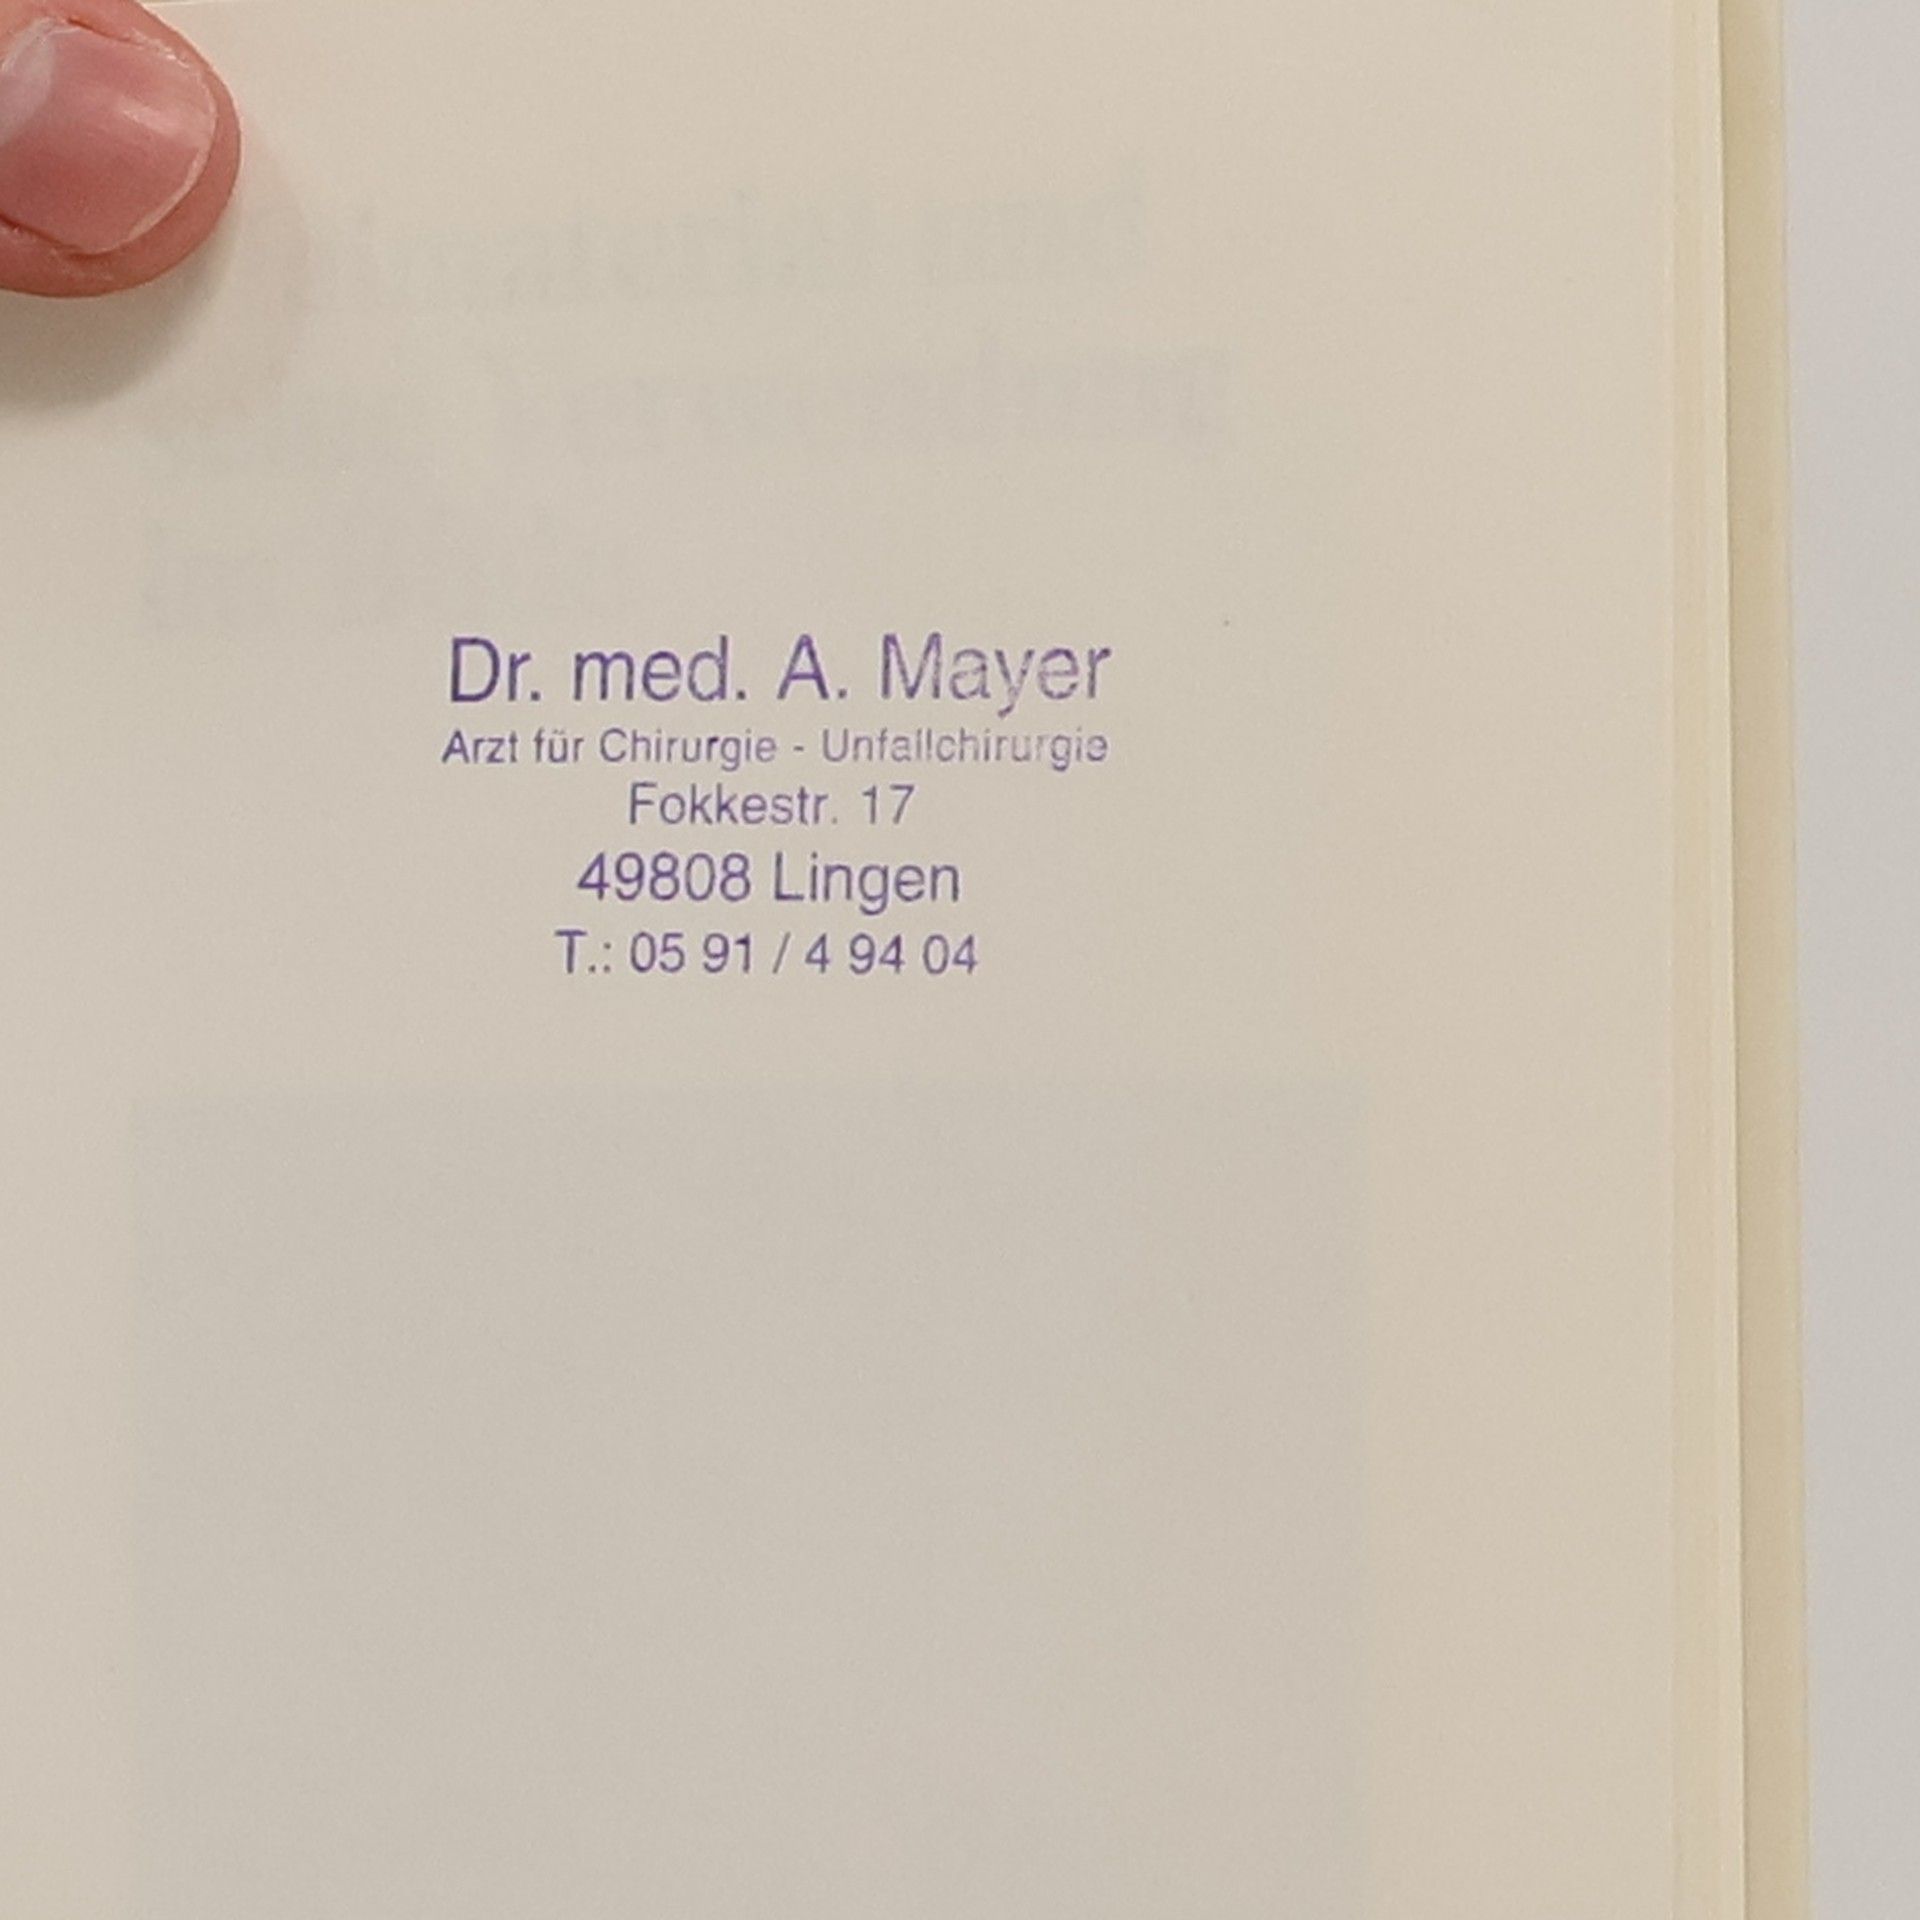 Dr. med. A. Mayer
Arzt für Chirurgie - Unfallchirurgie
Fokkestr. 17
49808 Lingen
T.: 05 91 / 4 94 04